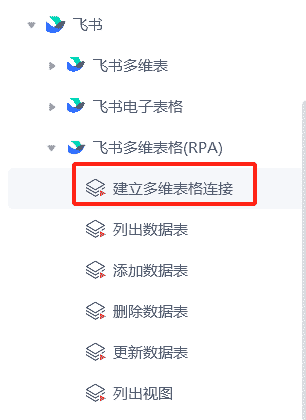 飞书
飞书多维表
飞书电子表格
飞书多维表格(RPA)
建立多维表格连接
列出数据表
添加数据表
删除数据表
更新数据表
列出视图